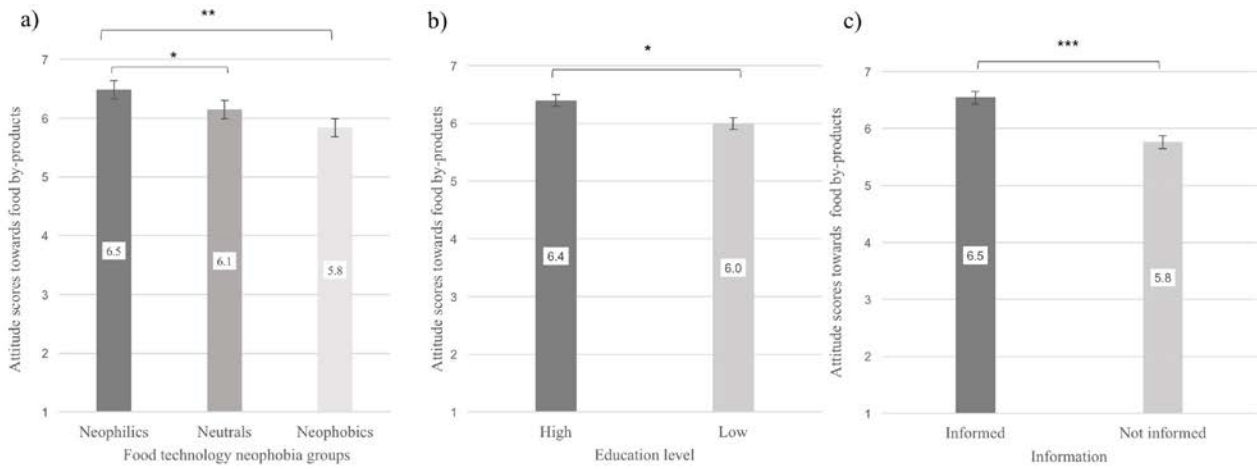 a)
**
*
Attitude scores towards food by-products
7
6
5
4
3
2
1
6.5
6.1
5.8
Neophilics Neutrals Neophobics
Food technology neophobia groups
b)
*
Attitude scores towards food by-products
7
6
5
4
3
2
1
6.4
6.0
High Low
Education level
c)
***
Attitude scores towards food by-products
7
6
5
4
3
2
1
6.5
5.8
Informed Not informed
Information